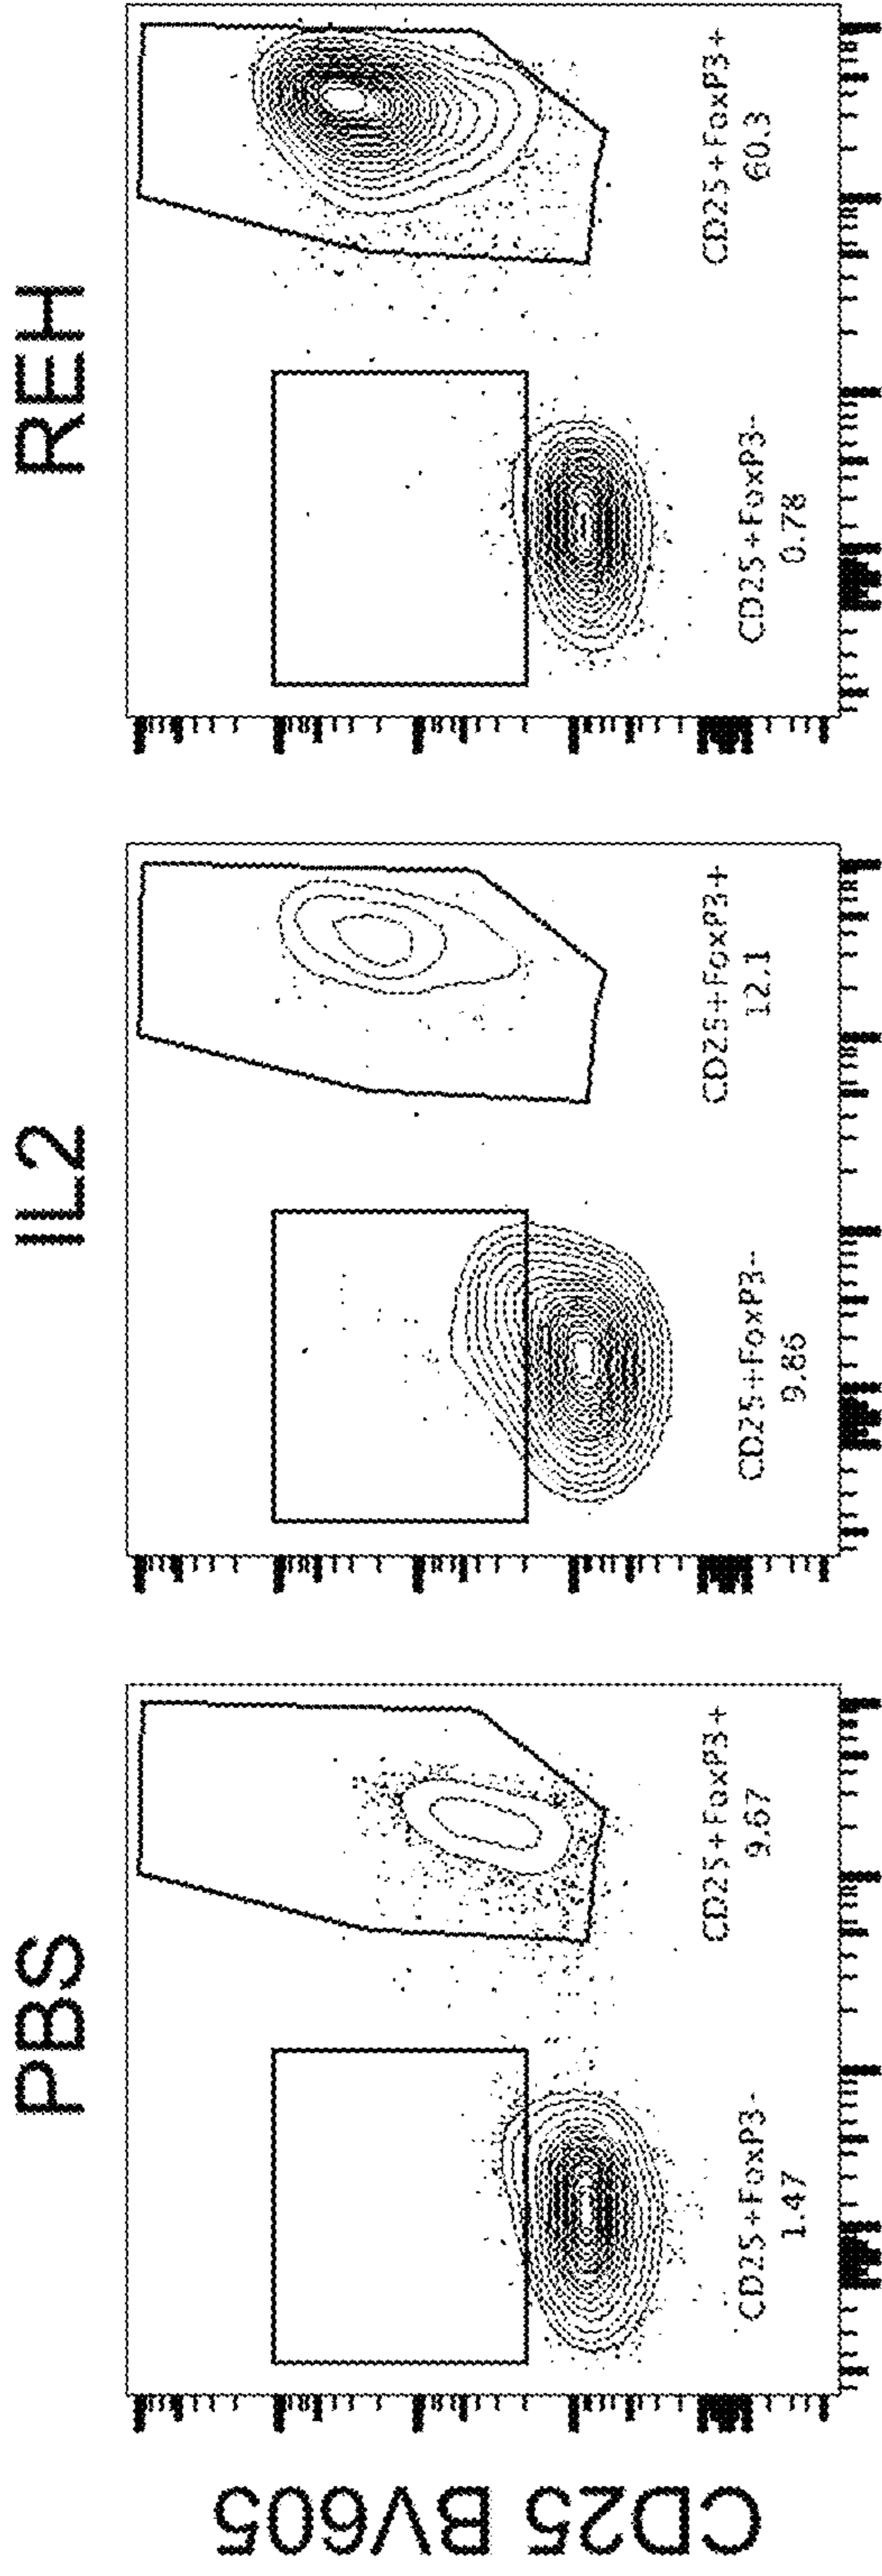 CD25 BV605
PBS
CD25+FoxP3-
1.47
CD25+FoxP3+
9.67
IL2
CD25+FoxP3-
9.86
CD25+FoxP3+
12.1
REH
CD25+FoxP3-
0.78
CD25+FoxP3+
60.3